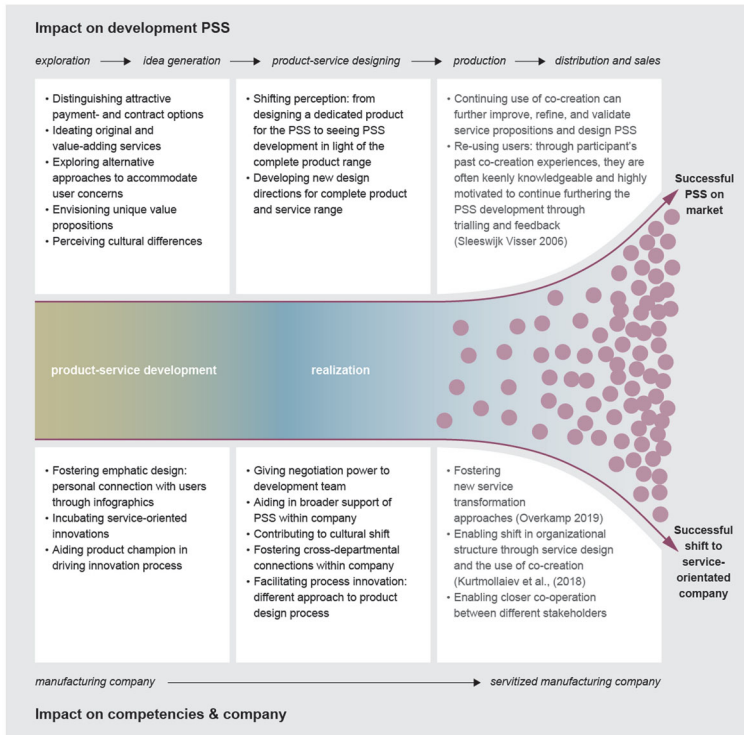 Impact on development PSS
exploration → idea generation → product-service designing → production → distribution and sales
• Distinguishing attractive
payment- and contract options
• Ideating original and
value-adding services
• Exploring alternative
approaches to accommodate
user concerns
• Envisioning unique value
propositions
• Perceiving cultural differences
• Shifting perception: from
designing a dedicated product
for the PSS to seeing PSS
development in light of the
complete product range
• Developing new design
directions for complete product
and service range
• Continuing use of co-creation can
further improve, refine, and validate
service propositions and design PSS
• Re-using users: through participant's
past co-creation experiences, they are
often keenly knowledgeable and highly
motivated to continue furthering the
PSS development through
trialling and feedback
(Sleeswijk Visser 2006)
Successful
PSS on
market
product-service development
realization
• Fostering emphatic design:
personal connection with users
through infographics
• Incubating service-oriented
innovations
• Aiding product champion in
driving innovation process
• Giving negotiation power to
development team
• Aiding in broader support of
PSS within company
• Contributing to cultural shift
• Fostering cross-departmental
connections within company
• Facilitating process innovation:
different approach to product
design process
• Fostering
new service
transformation
approaches (Overkamp 2019)
• Enabling shift in organizational
structure through service design
and the use of co-creation
(Kurtmollaiev et al., (2018)
• Enabling closer co-operation
between different stakeholders
Successful
shift to
service-
orientated
company
manufacturing company → servitized manufacturing company
Impact on competencies & company